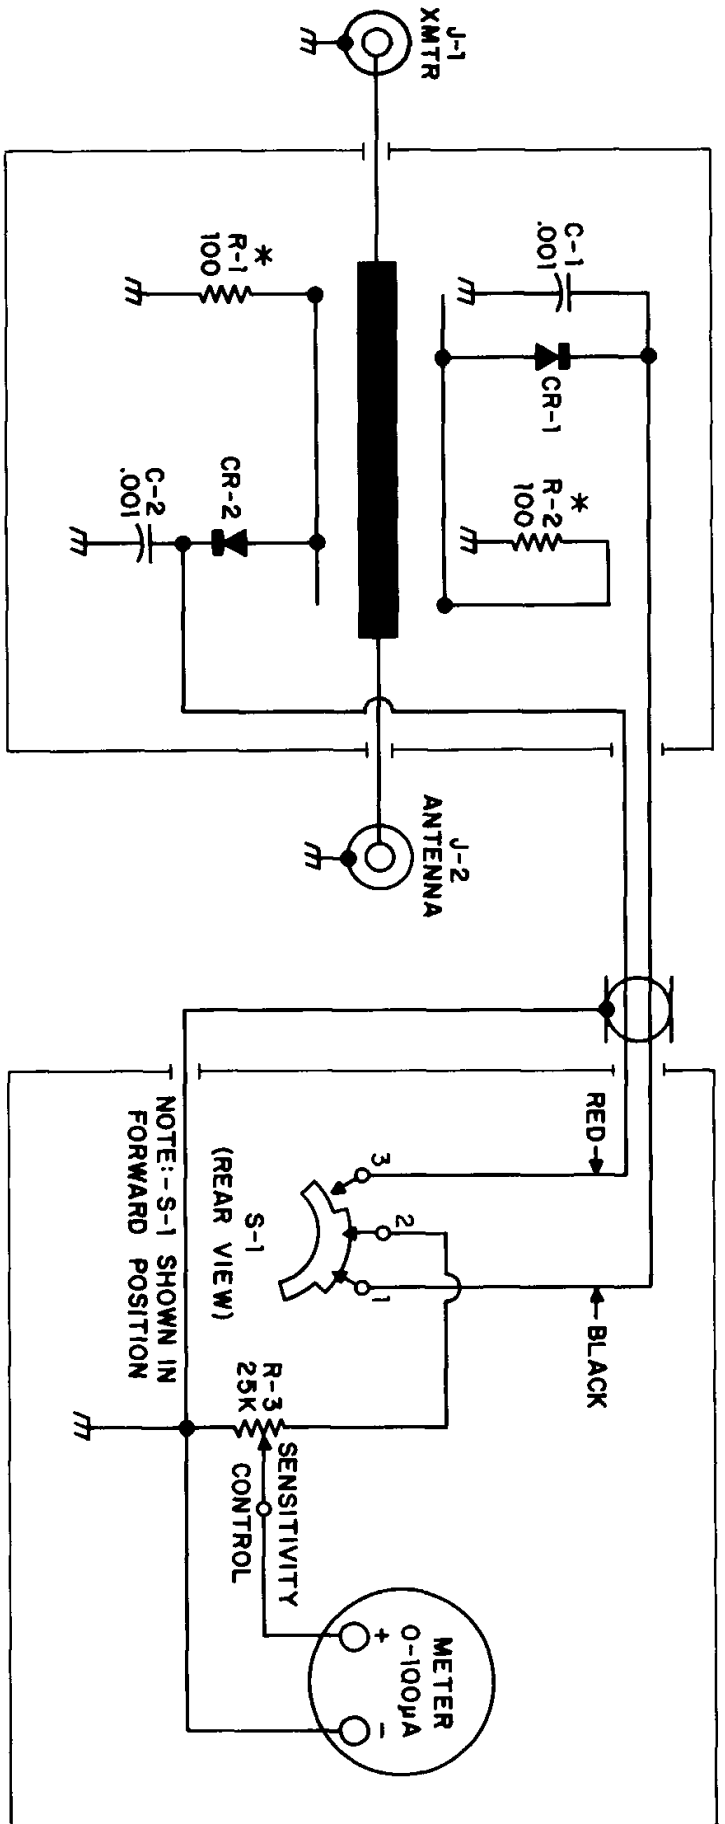 J-1
XMTR
C-1
.001
CR-1
*
R-2
100
*
R-1
100
CR-2
C-2
.001
J-2
ANTENNA
RED
BLACK
3
2
1
S-1
(REAR VIEW)
NOTE:-S-1 SHOWN IN
FORWARD POSITION
R-3
25K
SENSITIVITY
CONTROL
METER
0-100µA
+
-